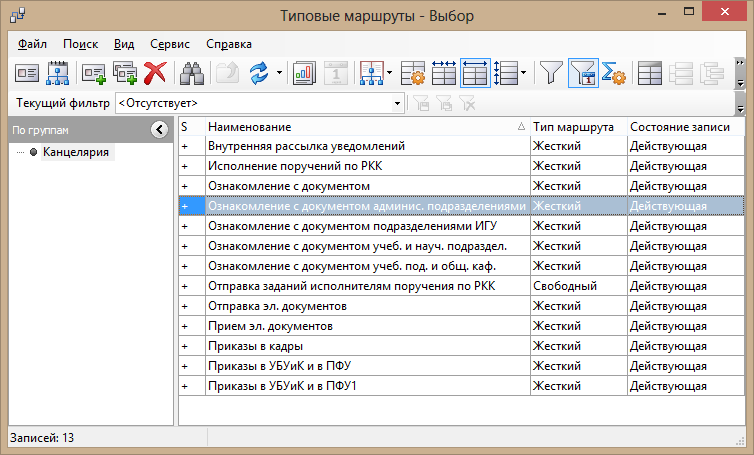 Типовые маршруты - Выбор
Файл Поиск Вид Сервис Справка
Текущий фильтр <Отсутствует>
По группам
Канцелярия
S Наименование Тип маршрута Состояние записи
+ Внутренняя рассылка уведомлений Жесткий Действующая
+ Исполнение поручений по РКК Жесткий Действующая
+ Ознакомление с документом Жесткий Действующая
+ Ознакомление с документом админис. подразделениями Жесткий Действующая
+ Ознакомление с документом подразделениями ИГУ Жесткий Действующая
+ Ознакомление с документом учеб. и науч. подраздел. Жесткий Действующая
+ Ознакомление с документом учеб. под. и общ. каф. Жесткий Действующая
+ Отправка заданий исполнителям поручения по РКК Свободный Действующая
+ Отправка эл. документов Жесткий Действующая
+ Прием эл. документов Жесткий Действующая
+ Приказы в кадры Жесткий Действующая
+ Приказы в УБУиК и в ПФУ Жесткий Действующая
+ Приказы в УБУиК и в ПФУ1 Жесткий Действующая
Записей: 13